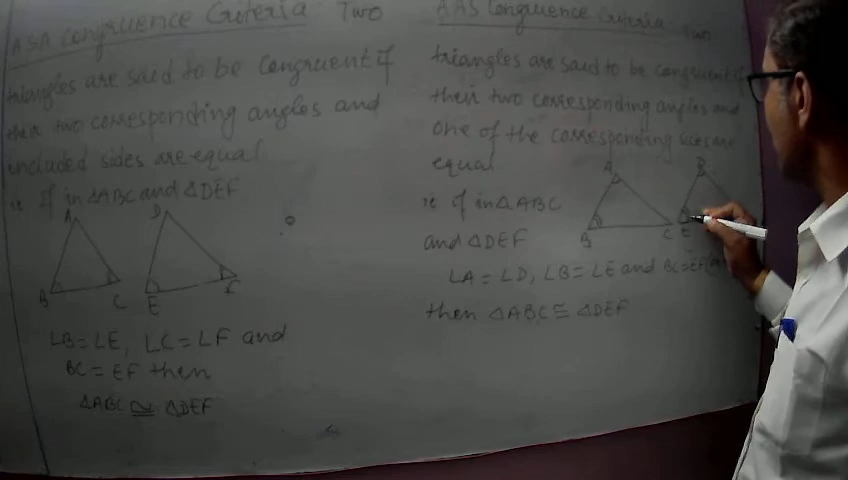 ASA Congruence Criteria Two
triangles are said to be congruent if
their two corresponding angles and
included sides are equal
ie If in △ABC and △DEF
A D
B C E F
∠B = ∠E, ∠C = ∠F and
BC = EF then
△ABC ≅ △DEF
AAS Congruence Criteria Two
triangles are said to be congruent if
their two corresponding angles and
one of the corresponding sides are
equal
ie if in △ABC
and △DEF
A
B C E
∠A = ∠D, ∠B = ∠E and BC = EF
then △ABC ≅ △DEF